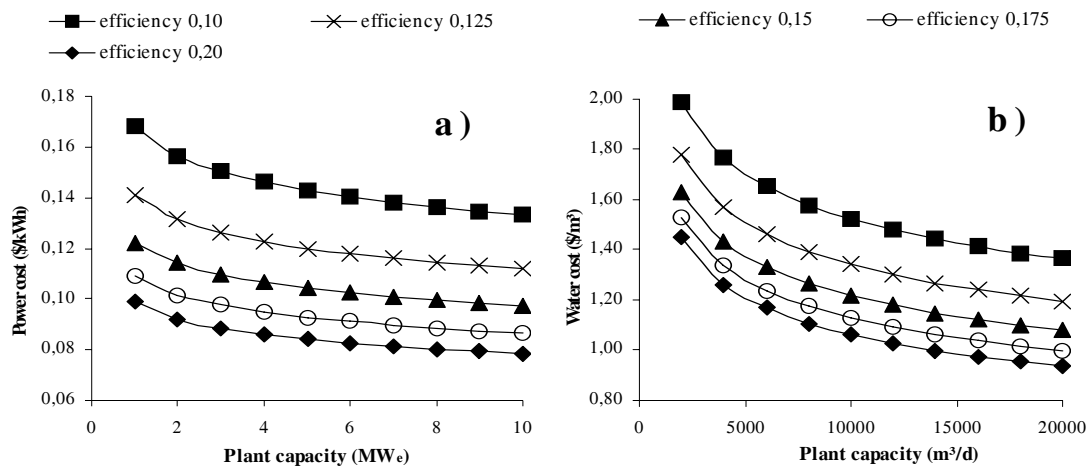 efficiency 0,10
efficiency 0,125
efficiency 0,15
efficiency 0,175
efficiency 0,20
a )
Power cost ($/kWh)
0,18
0,16
0,14
0,12
0,10
0,08
0,06
0 2 4 6 8 10
Plant capacity (MWe)
b )
Water cost ($/m³)
2,00
1,80
1,60
1,40
1,20
1,00
0,80
0 5000 10000 15000 20000
Plant capacity (m³/d)